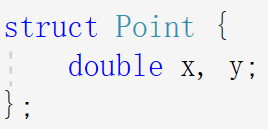 struct Point {
    double x, y;
};